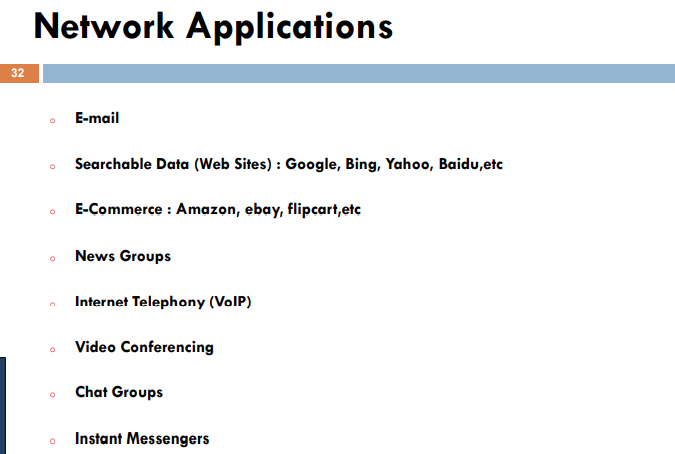 Network Applications
32
E-mail
Searchable Data (Web Sites) : Google, Bing, Yahoo, Baidu,etc
E-Commerce : Amazon, ebay, flipcart,etc
News Groups
Internet Telephony (VoIP)
Video Conferencing
Chat Groups
Instant Messengers